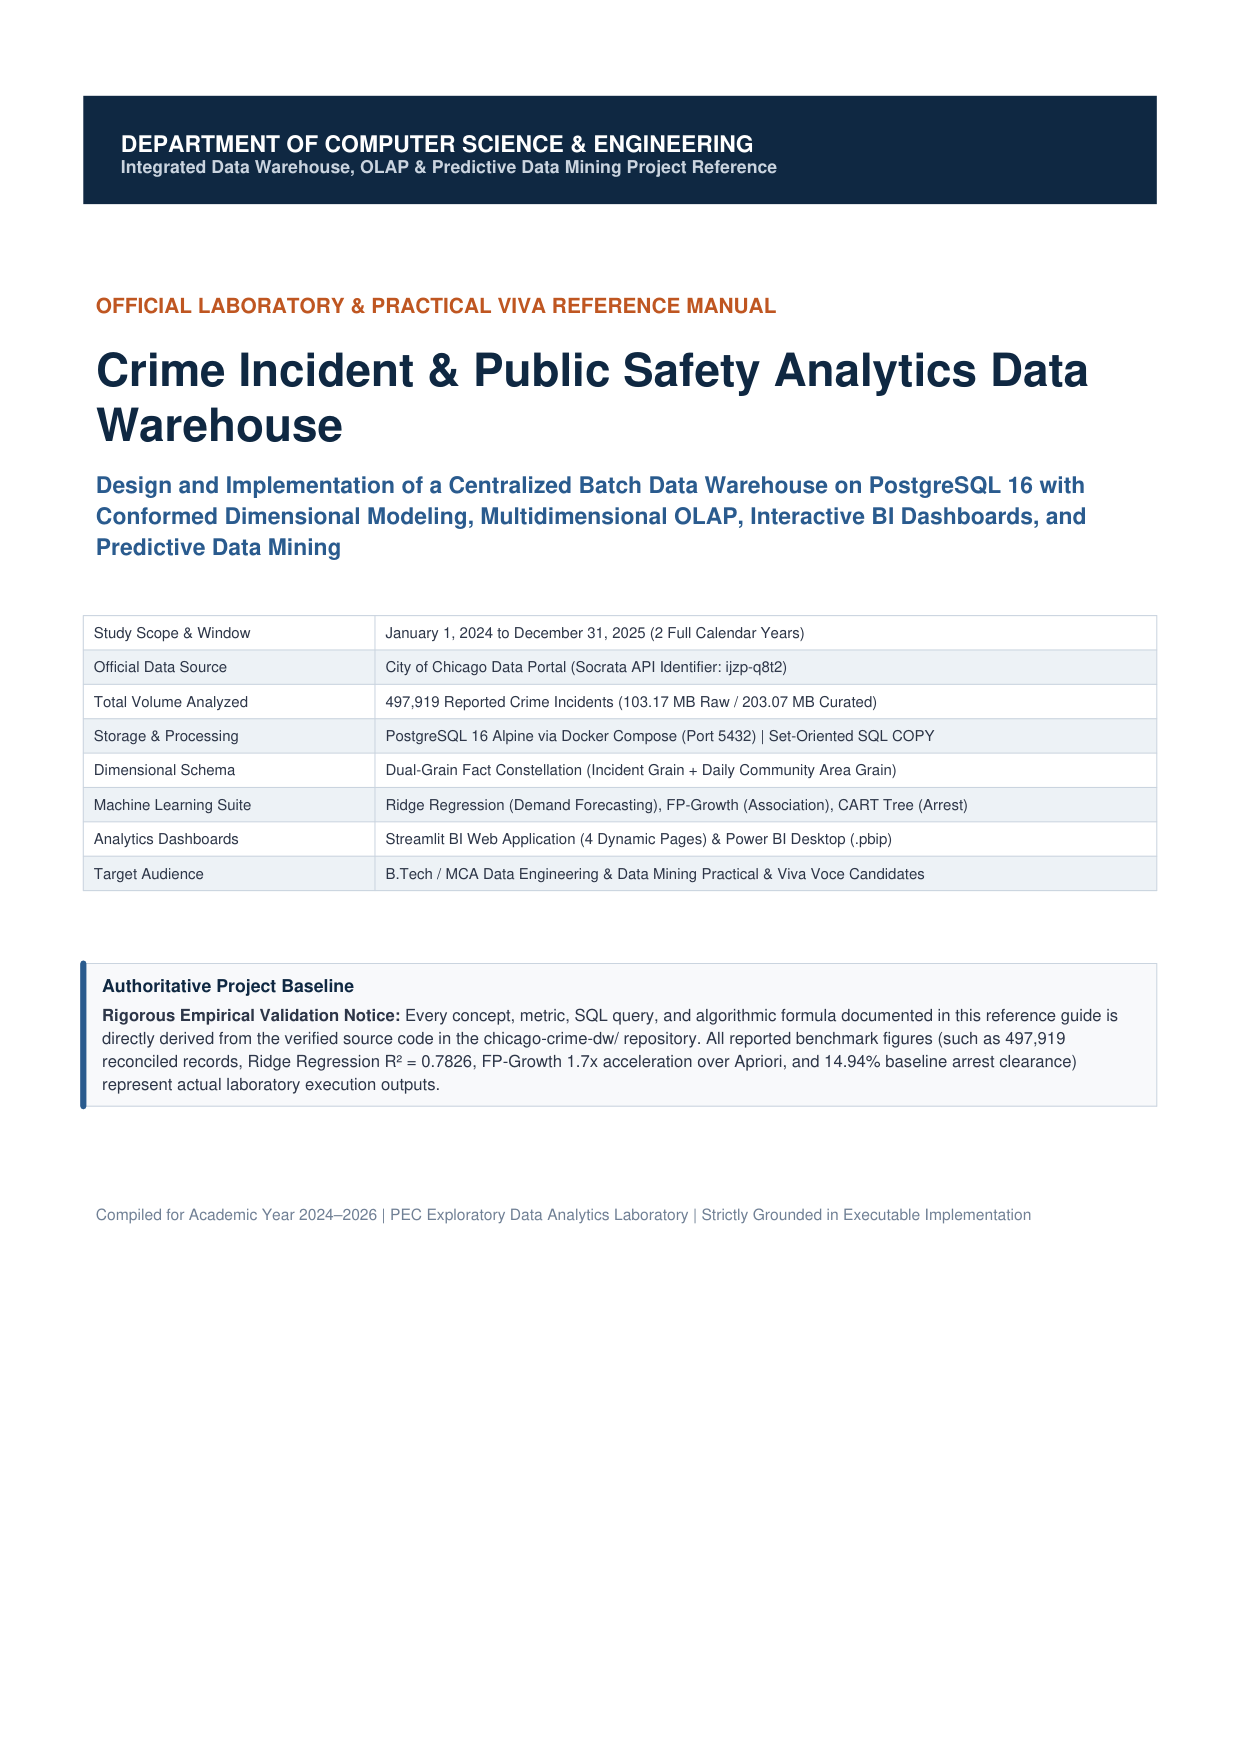 DEPARTMENT OF COMPUTER SCIENCE & ENGINEERING
Integrated Data Warehouse, OLAP & Predictive Data Mining Project Reference
OFFICIAL LABORATORY & PRACTICAL VIVA REFERENCE MANUAL
Crime Incident & Public Safety Analytics Data
Warehouse
Design and Implementation of a Centralized Batch Data Warehouse on PostgreSQL 16 with
Conformed Dimensional Modeling, Multidimensional OLAP, Interactive BI Dashboards, and
Predictive Data Mining
Study Scope & Window January 1, 2024 to December 31, 2025 (2 Full Calendar Years)
Official Data Source City of Chicago Data Portal (Socrata API Identifier: ijzp-q8t2)
Total Volume Analyzed 497,919 Reported Crime Incidents (103.17 MB Raw / 203.07 MB Curated)
Storage & Processing PostgreSQL 16 Alpine via Docker Compose (Port 5432) | Set-Oriented SQL COPY
Dimensional Schema Dual-Grain Fact Constellation (Incident Grain + Daily Community Area Grain)
Machine Learning Suite Ridge Regression (Demand Forecasting), FP-Growth (Association), CART Tree (Arrest)
Analytics Dashboards Streamlit BI Web Application (4 Dynamic Pages) & Power BI Desktop (.pbip)
Target Audience B.Tech / MCA Data Engineering & Data Mining Practical & Viva Voce Candidates
Authoritative Project Baseline
Rigorous Empirical Validation Notice: Every concept, metric, SQL query, and algorithmic formula documented in this reference guide is
directly derived from the verified source code in the chicago-crime-dw/ repository. All reported benchmark figures (such as 497,919
reconciled records, Ridge Regression R² = 0.7826, FP-Growth 1.7x acceleration over Apriori, and 14.94% baseline arrest clearance)
represent actual laboratory execution outputs.
Compiled for Academic Year 2024–2026 | PEC Exploratory Data Analytics Laboratory | Strictly Grounded in Executable Implementation